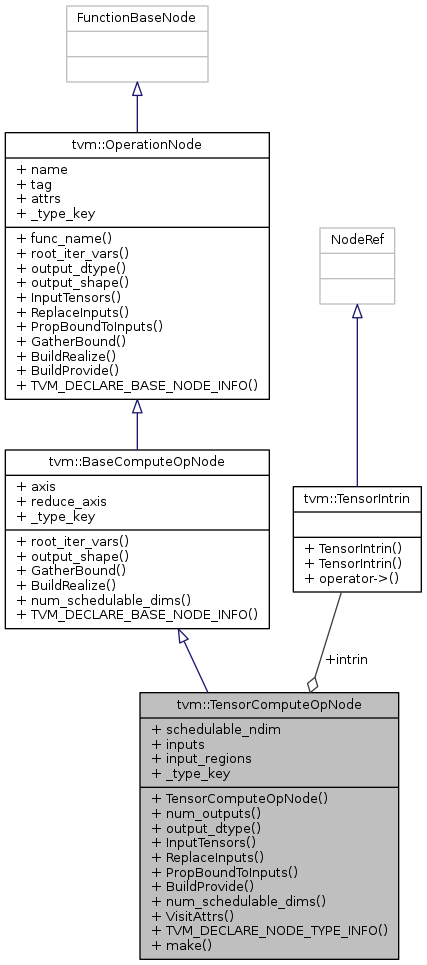 FunctionBaseNode
tvm::OperationNode
+ name
+ tag
+ attrs
+ _type_key
+ func_name()
+ root_iter_vars()
+ output_dtype()
+ output_shape()
+ InputTensors()
+ ReplaceInputs()
+ PropBoundToInputs()
+ GatherBound()
+ BuildRealize()
+ BuildProvide()
+ TVM_DECLARE_BASE_NODE_INFO()
NodeRef
tvm::BaseComputeOpNode
+ axis
+ reduce_axis
+ _type_key
+ root_iter_vars()
+ output_shape()
+ GatherBound()
+ BuildRealize()
+ num_schedulable_dims()
+ TVM_DECLARE_BASE_NODE_INFO()
tvm::TensorIntrin
+ TensorIntrin()
+ TensorIntrin()
+ operator->()
+intrin
tvm::TensorComputeOpNode
+ schedulable_ndim
+ inputs
+ input_regions
+ _type_key
+ TensorComputeOpNode()
+ num_outputs()
+ output_dtype()
+ InputTensors()
+ ReplaceInputs()
+ PropBoundToInputs()
+ BuildProvide()
+ num_schedulable_dims()
+ VisitAttrs()
+ TVM_DECLARE_NODE_TYPE_INFO()
+ make()